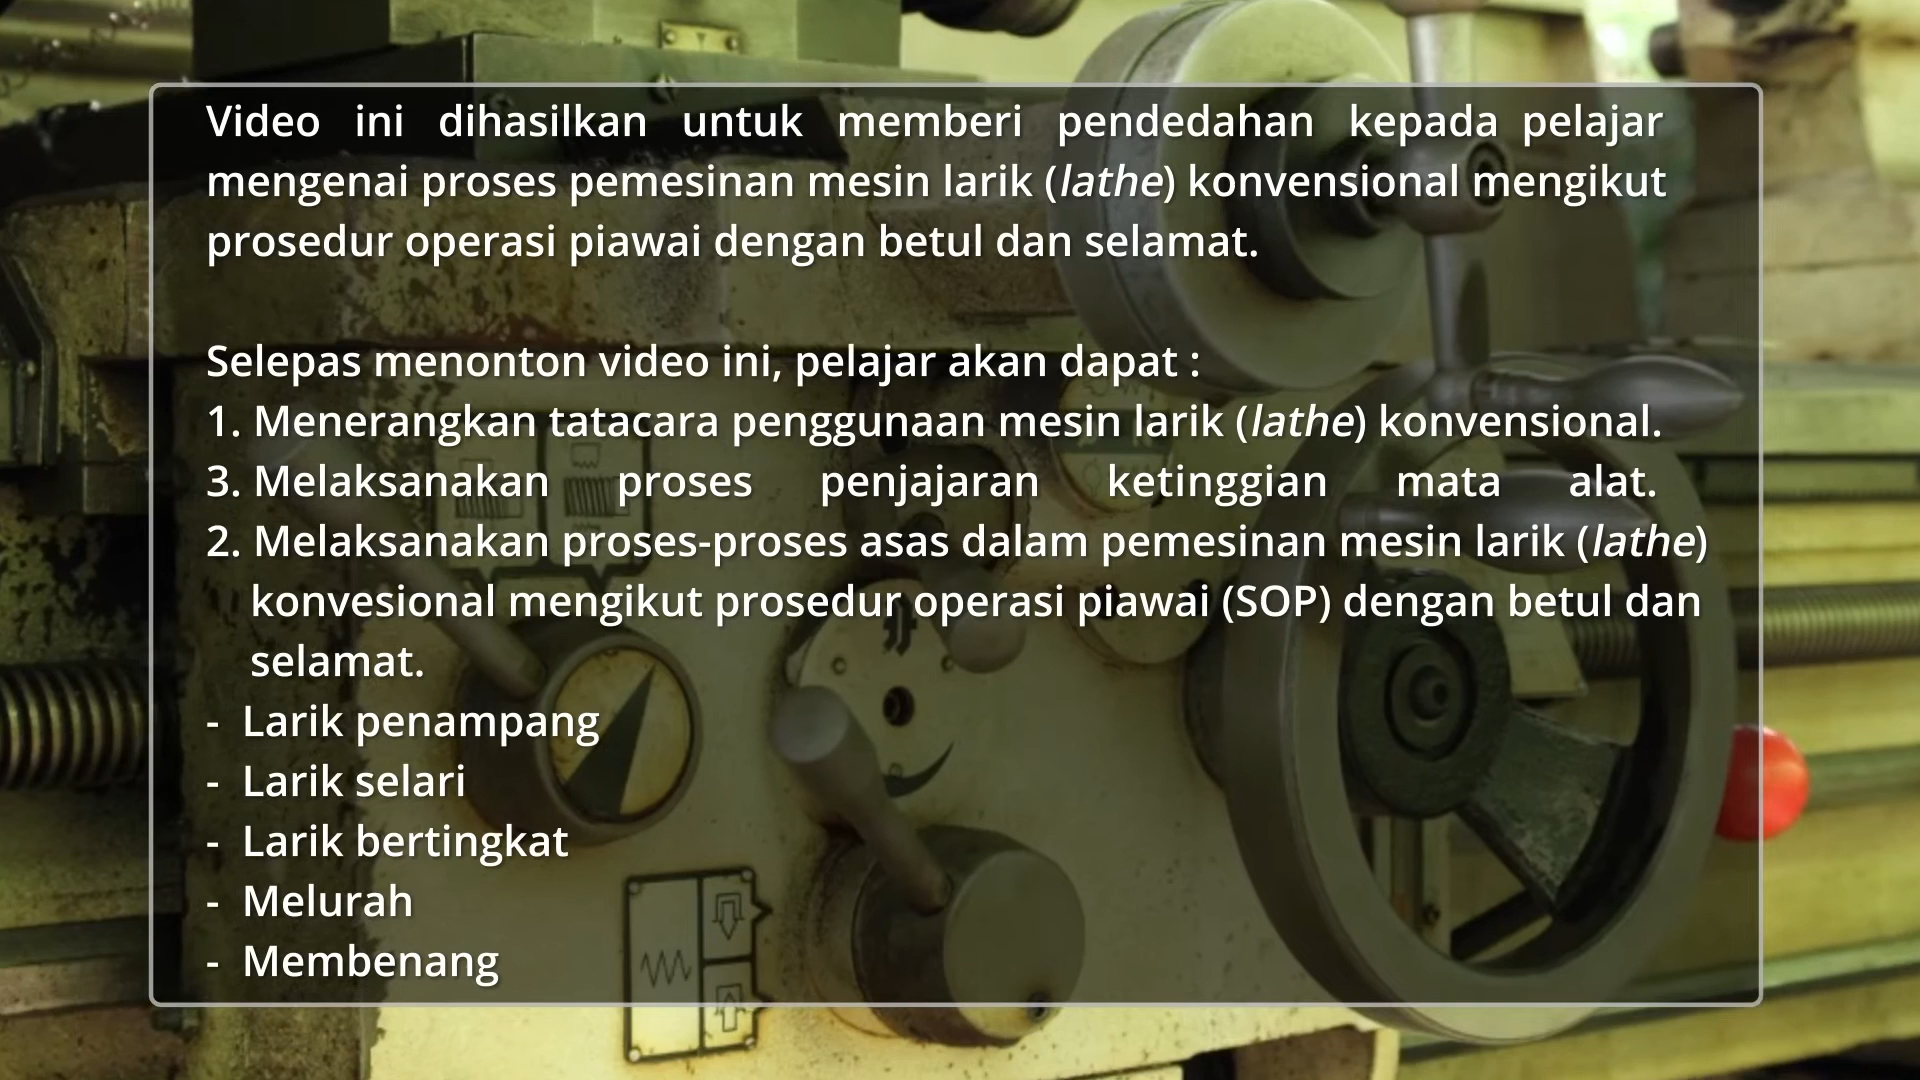 Video ini dihasilkan untuk memberi pendedahan kepada pelajar
mengenai proses pemesinan mesin larik (lathe) konvensional mengikut
prosedur operasi piawai dengan betul dan selamat.
Selepas menonton video ini, pelajar akan dapat :
1. Menerangkan tatacara penggunaan mesin larik (lathe) konvensional.
3. Melaksanakan proses penjajaran ketinggian mata alat.
2. Melaksanakan proses-proses asas dalam pemesinan mesin larik (lathe)
konvesional mengikut prosedur operasi piawai (SOP) dengan betul dan
selamat.
- Larik penampang
- Larik selari
- Larik bertingkat
- Melurah
- Membenang